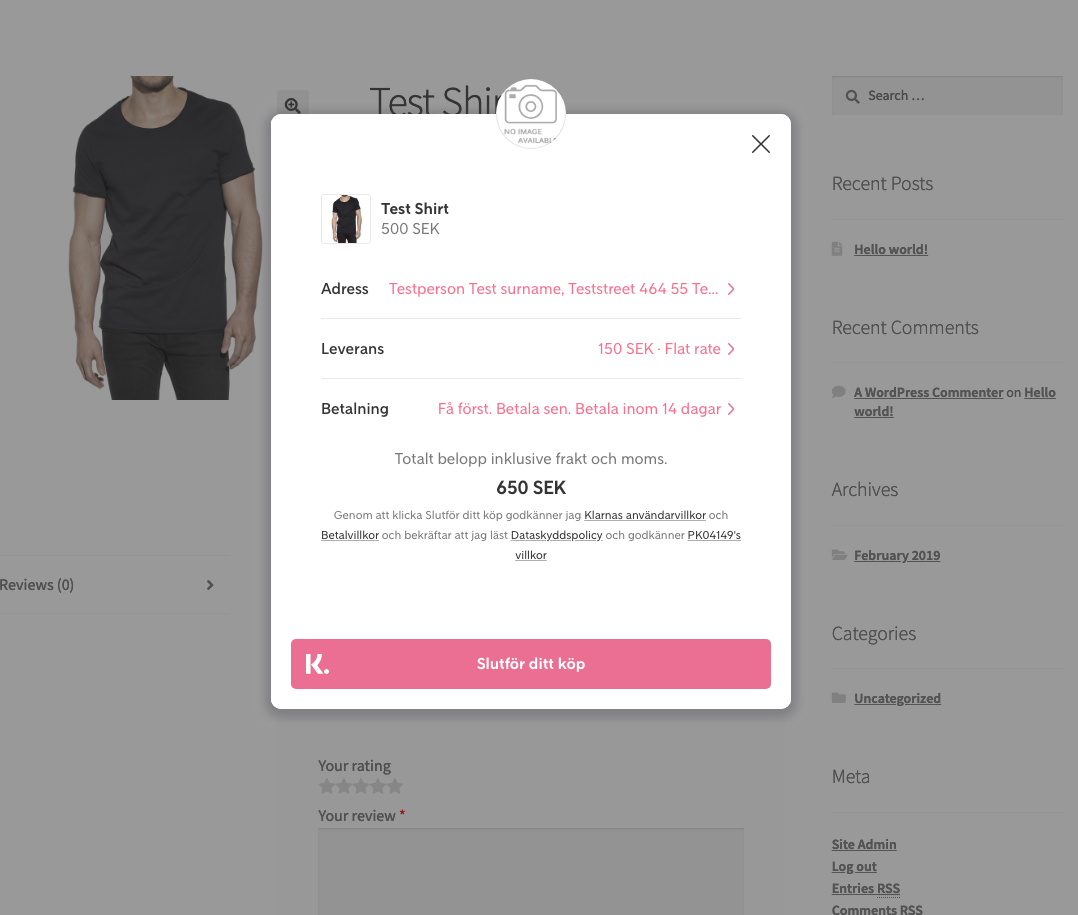 Test Shir
NO IMAGE
AVAILABL
Test Shirt
500 SEK
Adress Testperson Test surname, Teststreet 464 55 Te...
Leverans 150 SEK · Flat rate
Betalning Få först. Betala sen. Betala inom 14 dagar
Totalt belopp inklusive frakt och moms.
650 SEK
Genom att klicka Slutför ditt köp godkänner jag Klarnas användarvillkor och
Betalvillkor och bekräftar att jag läst Dataskyddspolicy och godkänner PK04149's
villkor
K. Slutför ditt köp
Reviews (0)
Your rating
Your review *
Search …
Recent Posts
Hello world!
Recent Comments
A WordPress Commenter on Hello
world!
Archives
February 2019
Categories
Uncategorized
Meta
Site Admin
Log out
Entries RSS
Comments RSS